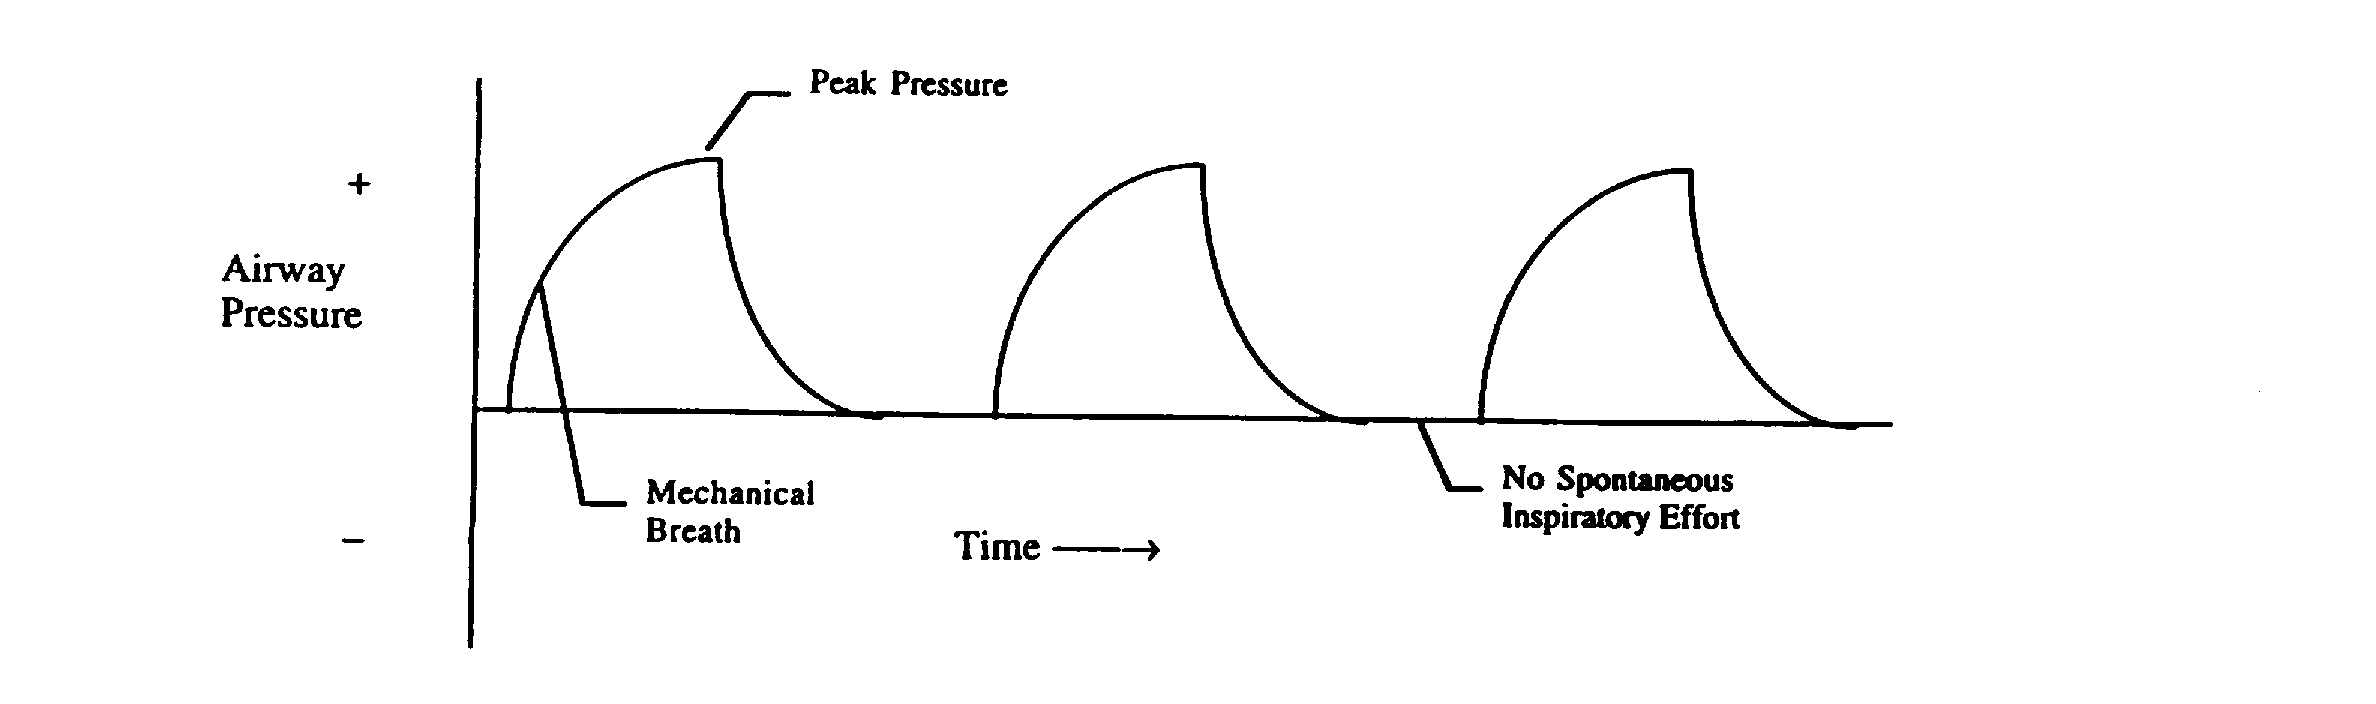 Peak Pressure
+
Airway
Pressure
Mechanical
Breath
−
Time
No Spontaneous
Inspiratory Effort